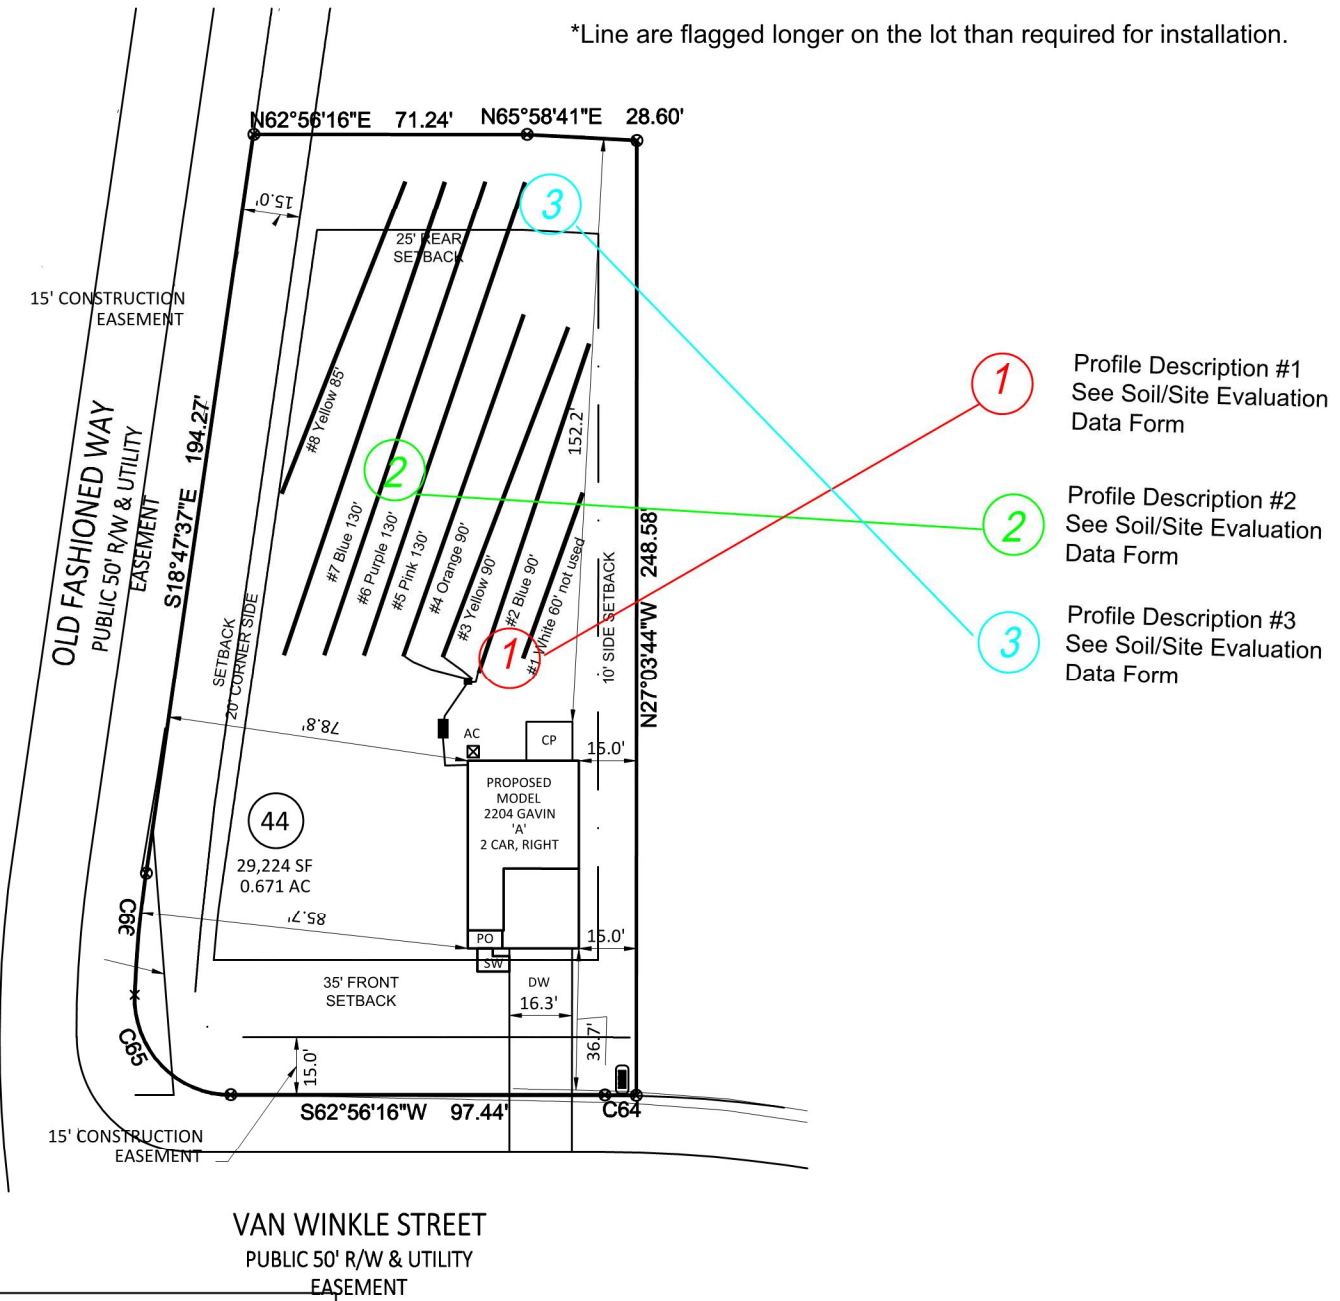 *Line are flagged longer on the lot than required for installation.
N62°56'16"E 71.24'
N65°58'41"E 28.60'
15.0'
3
25' REAR
SETBACK
15' CONSTRUCTION
EASEMENT
OLD FASHIONED WAY
PUBLIC 50' R/W & UTILITY
EASEMENT
S18°47'37"E 194.27'
#8 Yellow 85'
#7 Blue 130'
#6 Purple 130'
#5 Pink 130'
#4 Orange 90'
#3 Yellow 90'
#2 Blue 90'
#1 White 60' not used
2
1
152.2'
10' SIDE SETBACK
N27°03'44"W 248.58'
1
Profile Description #1
See Soil/Site Evaluation
Data Form
2
Profile Description #2
See Soil/Site Evaluation
Data Form
3
Profile Description #3
See Soil/Site Evaluation
Data Form
SETBACK
20' CORNER SIDE
78.8'
AC
CP
15.0'
PROPOSED
MODEL
2204 GAVIN
'A'
2 CAR, RIGHT
44
29,224 SF
0.671 AC
C66
85.7'
PO
SW
15.0'
35' FRONT
SETBACK
DW
16.3'
36.7'
C65
15.0'
S62°56'16"W 97.44'
C64
15' CONSTRUCTION
EASEMENT
VAN WINKLE STREET
PUBLIC 50' R/W & UTILITY
EASEMENT